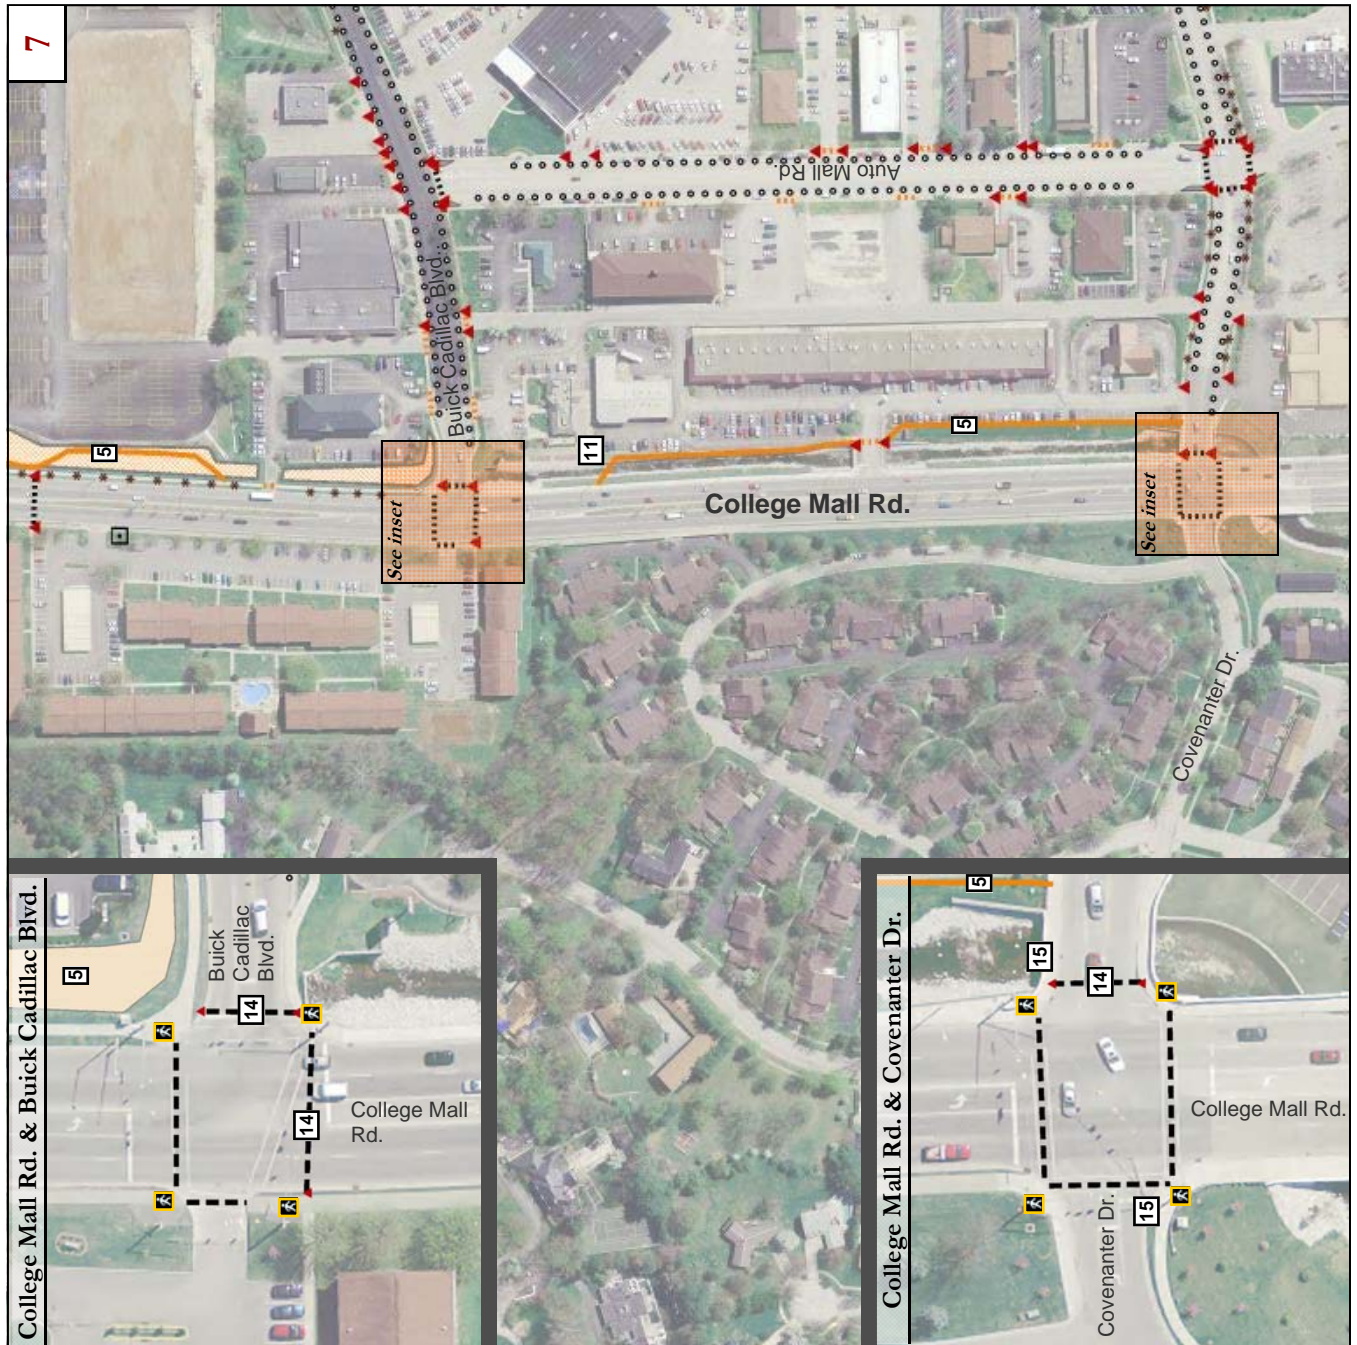 7
Auto Mall Rd.
Buick Cadillac Blvd.
5
11
5
See inset
College Mall Rd.
See inset
Covenanter Dr.
College Mall Rd. & Buick Cadillac Blvd.
5
Buick
Cadillac
Blvd.
14
14
College Mall
Rd.
College Mall Rd. & Covenanter Dr.
5
15
14
College Mall Rd.
15
Covenanter Dr.